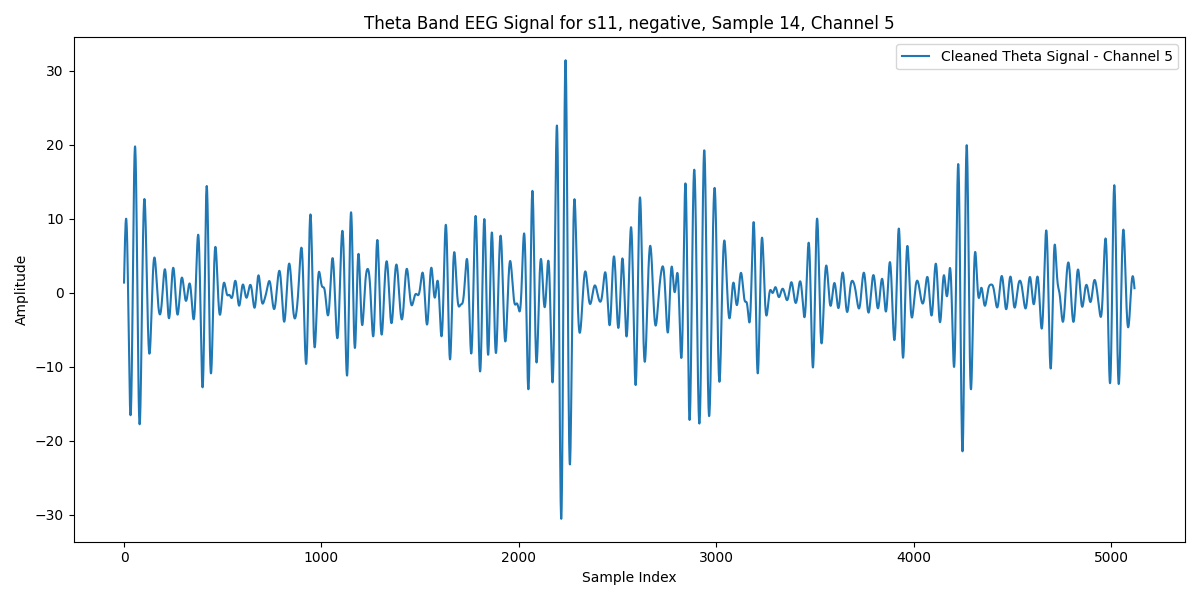 Theta Band EEG Signal for s11, negative, Sample 14, Channel 5
Cleaned Theta Signal - Channel 5
Amplitude
30
20
10
0
−10
−20
−30
0 1000 2000 3000 4000 5000
Sample Index